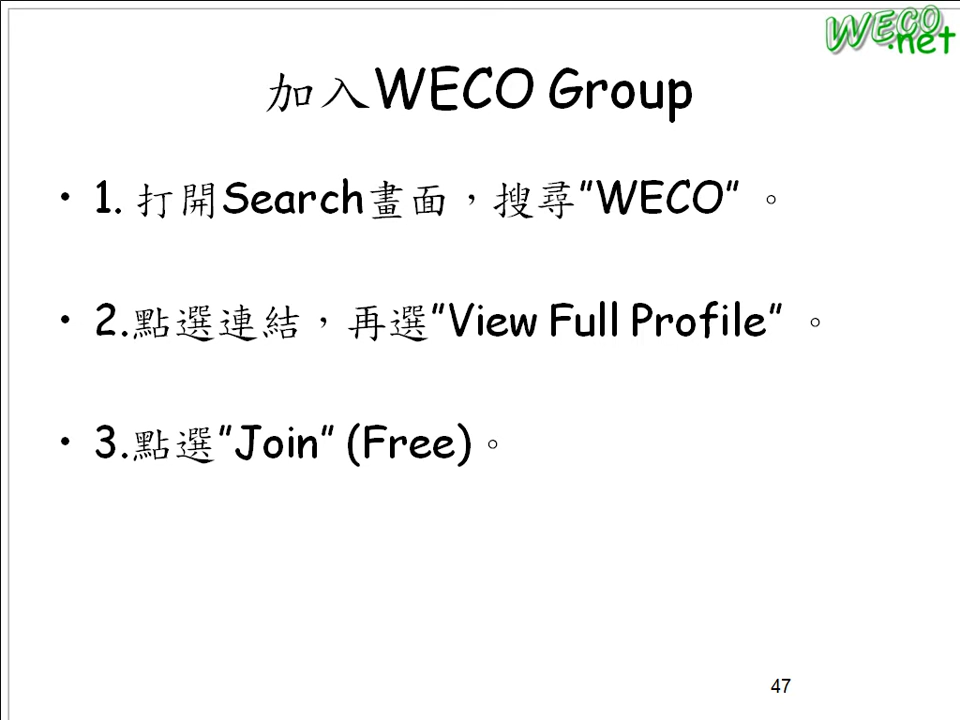 WECO
.net
加入WECO Group
• 1. 打開Search畫面，搜尋”WECO” 。
• 2.點選連結，再選”View Full Profile” 。
• 3.點選”Join” (Free)。
47